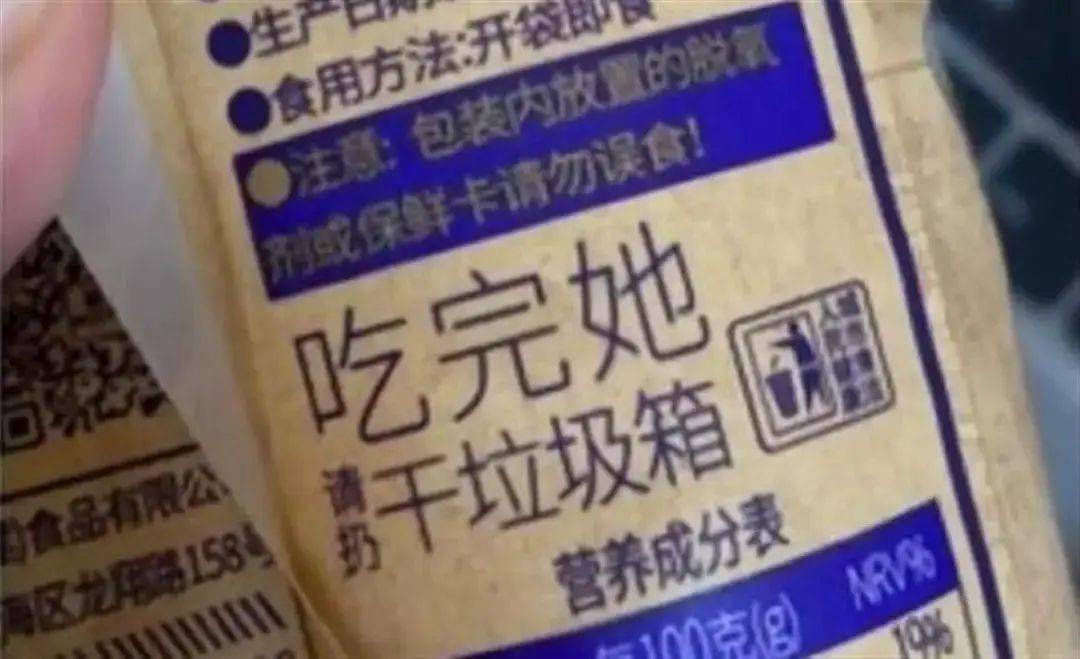 生产日期
食用方法:开袋即食
注意: 包装内放置的脱氧
剂或保鲜卡请勿误食!
吃完她
请扔
干垃圾箱
营养成分表
每100克(g) NRV%
19%
食品有限公
海区龙翔路158号